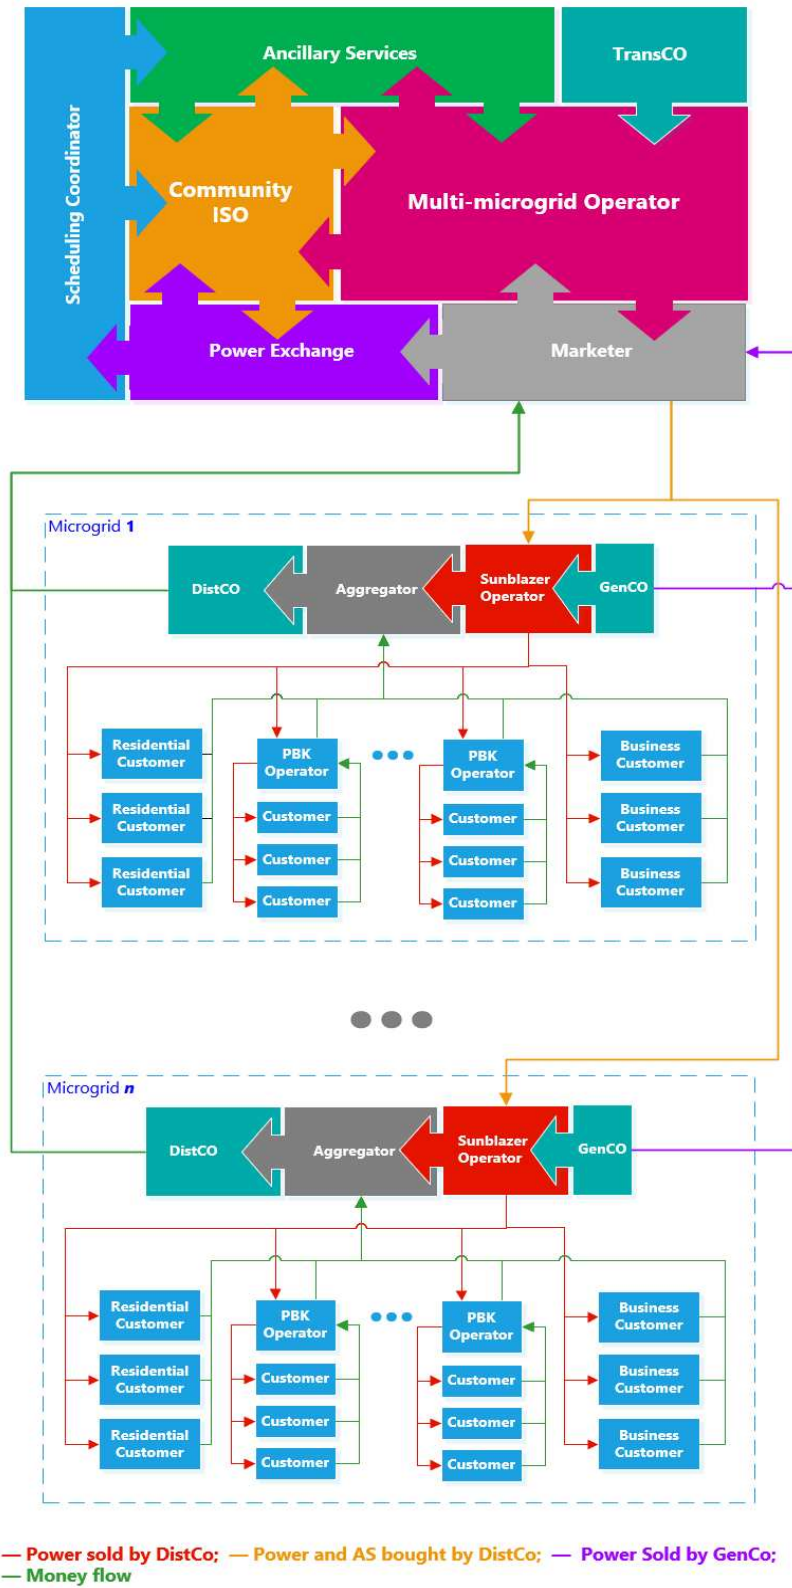 Ancillary Services
TransCO
Scheduling Coordinator
Community
ISO
Multi-microgrid Operator
Power Exchange
Marketer
Microgrid 1
DistCO
Aggregator
Sunblazer
Operator
GenCO
Residential
Customer
Residential
Customer
Residential
Customer
PBK
Operator
Customer
Customer
Customer
PBK
Operator
Customer
Customer
Customer
Business
Customer
Business
Customer
Business
Customer
Microgrid n
DistCO
Aggregator
Sunblazer
Operator
GenCO
Residential
Customer
Residential
Customer
Residential
Customer
PBK
Operator
Customer
Customer
Customer
PBK
Operator
Customer
Customer
Customer
Business
Customer
Business
Customer
Business
Customer
— Power sold by DistCo; — Power and AS bought by DistCo; — Power Sold by GenCo;
— Money flow